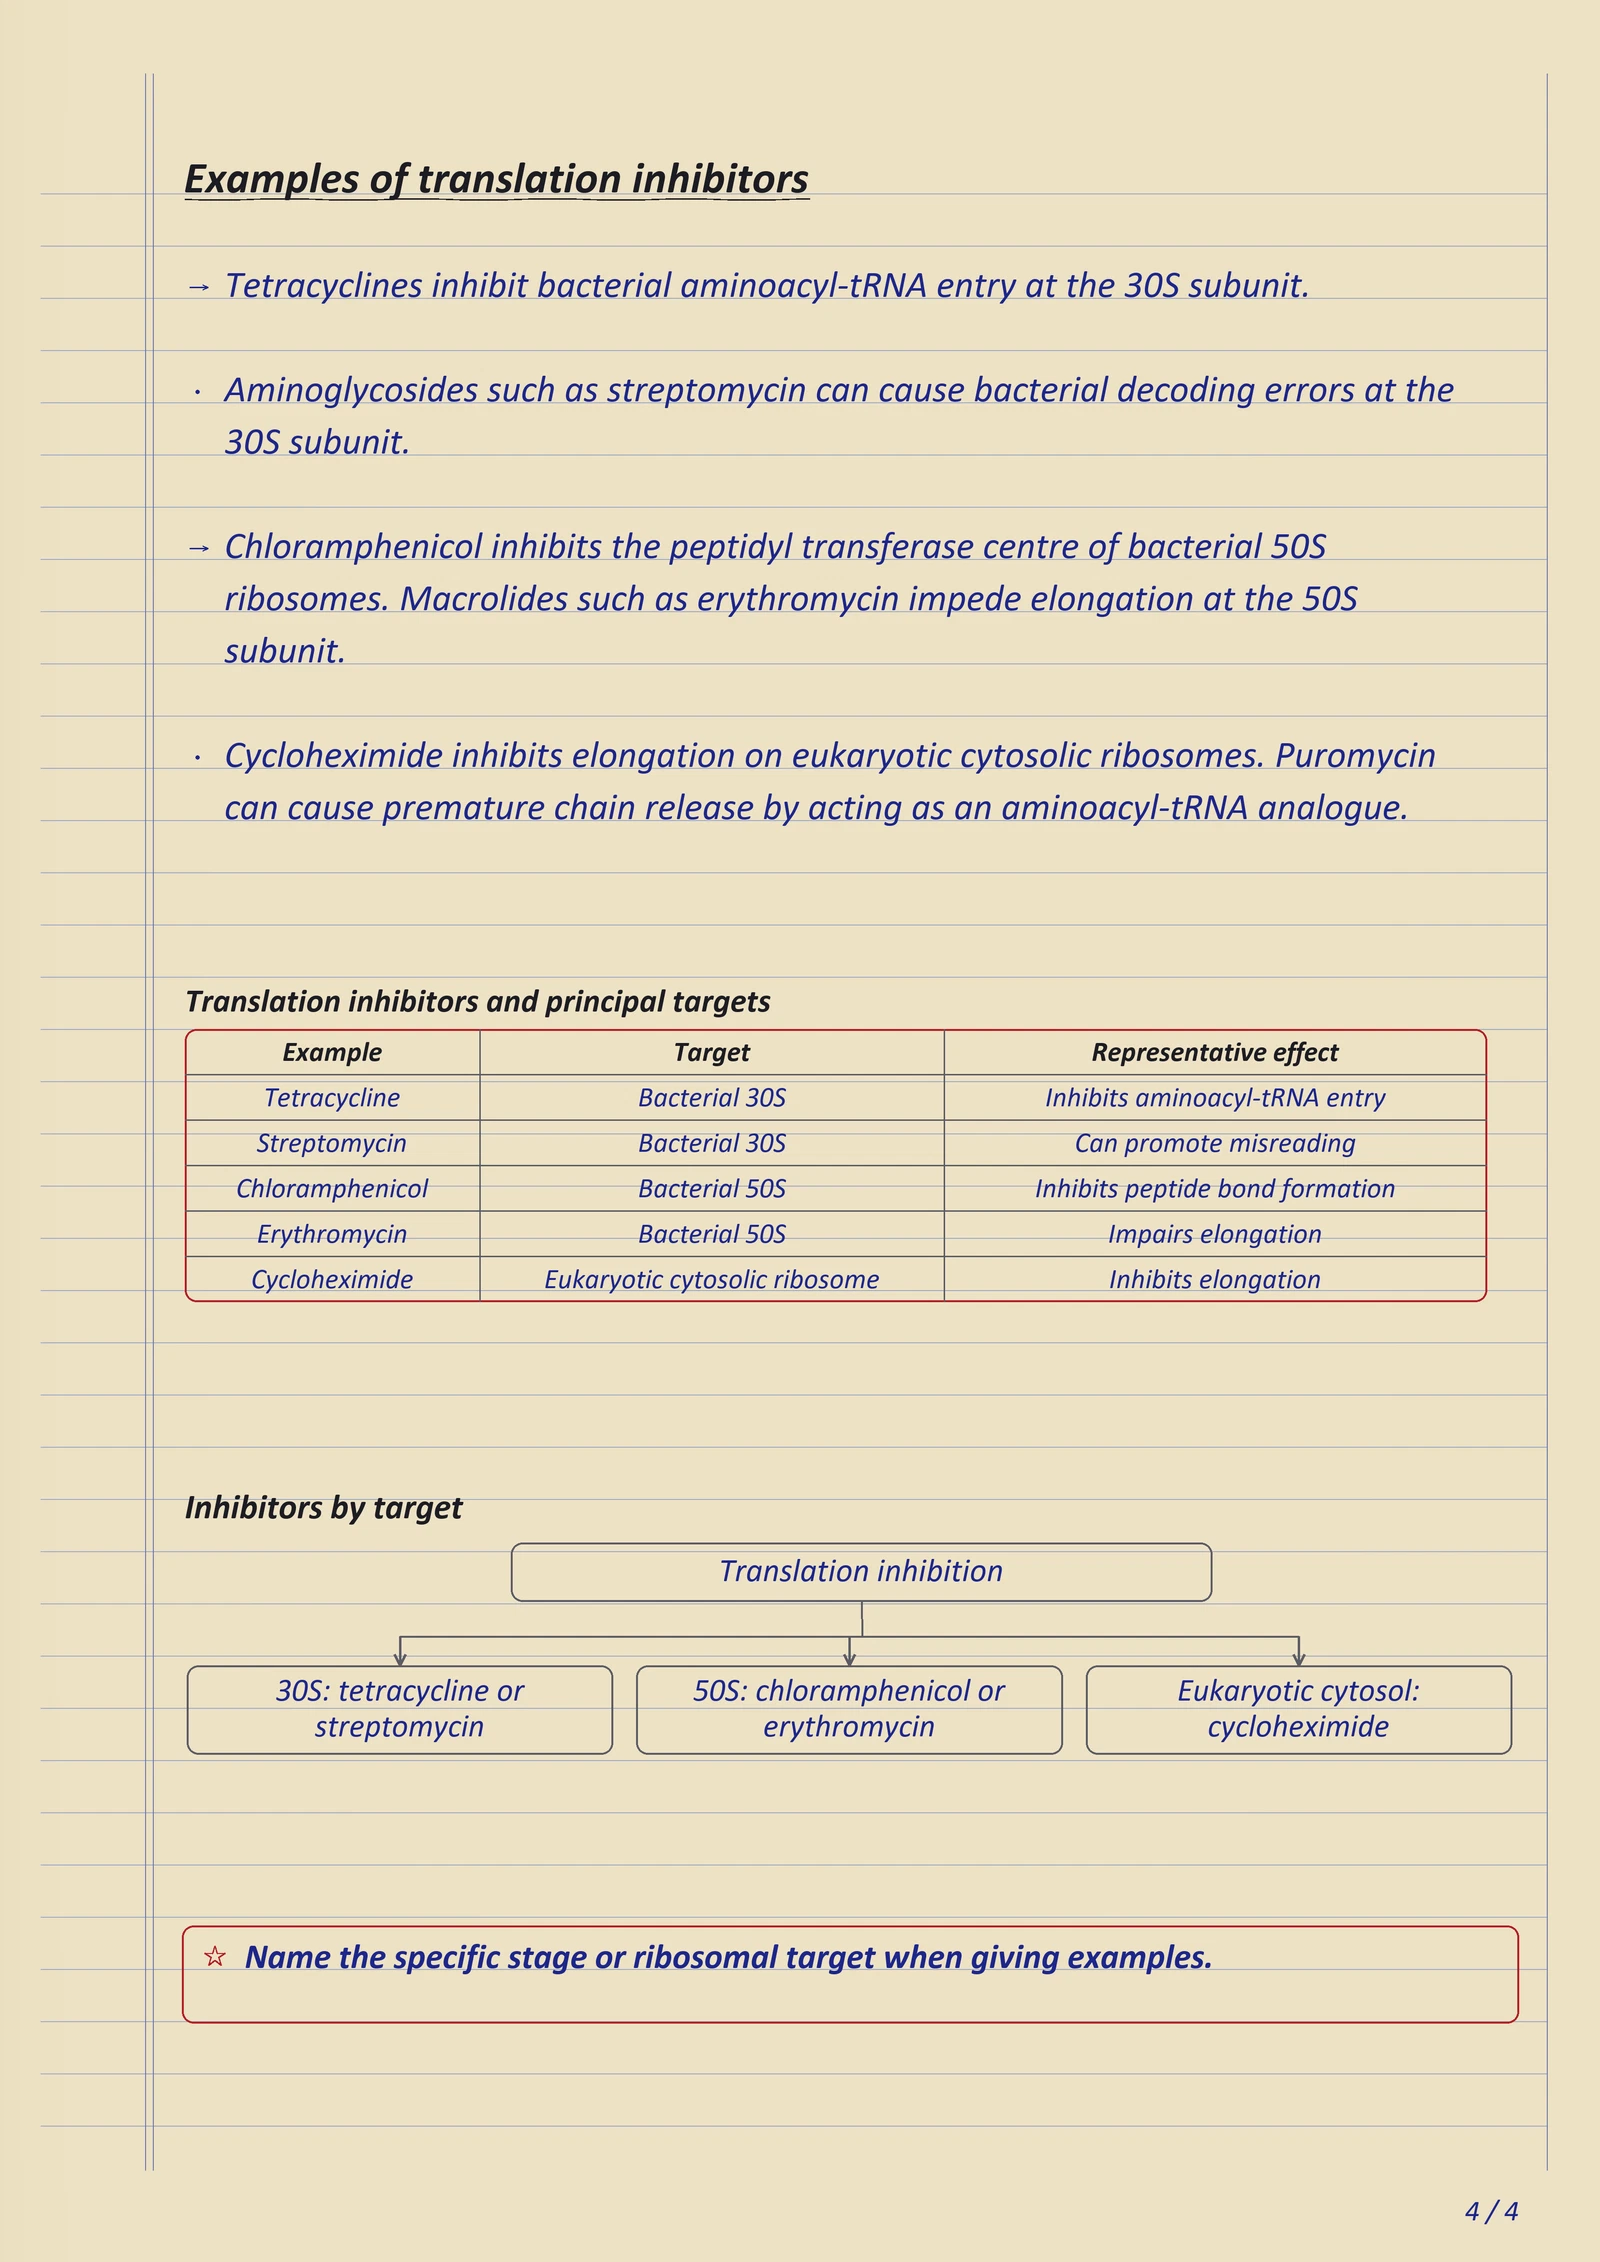 Examples of translation inhibitors
→ Tetracyclines inhibit bacterial aminoacyl-tRNA entry at the 30S subunit.
· Aminoglycosides such as streptomycin can cause bacterial decoding errors at the
30S subunit.
→ Chloramphenicol inhibits the peptidyl transferase centre of bacterial 50S
ribosomes. Macrolides such as erythromycin impede elongation at the 50S
subunit.
· Cycloheximide inhibits elongation on eukaryotic cytosolic ribosomes. Puromycin
can cause premature chain release by acting as an aminoacyl-tRNA analogue.
Translation inhibitors and principal targets
Example Target Representative effect
Tetracycline Bacterial 30S Inhibits aminoacyl-tRNA entry
Streptomycin Bacterial 30S Can promote misreading
Chloramphenicol Bacterial 50S Inhibits peptide bond formation
Erythromycin Bacterial 50S Impairs elongation
Cycloheximide Eukaryotic cytosolic ribosome Inhibits elongation
Inhibitors by target
Translation inhibition
30S: tetracycline or
streptomycin
50S: chloramphenicol or
erythromycin
Eukaryotic cytosol:
cycloheximide
☆ Name the specific stage or ribosomal target when giving examples.
4 / 4